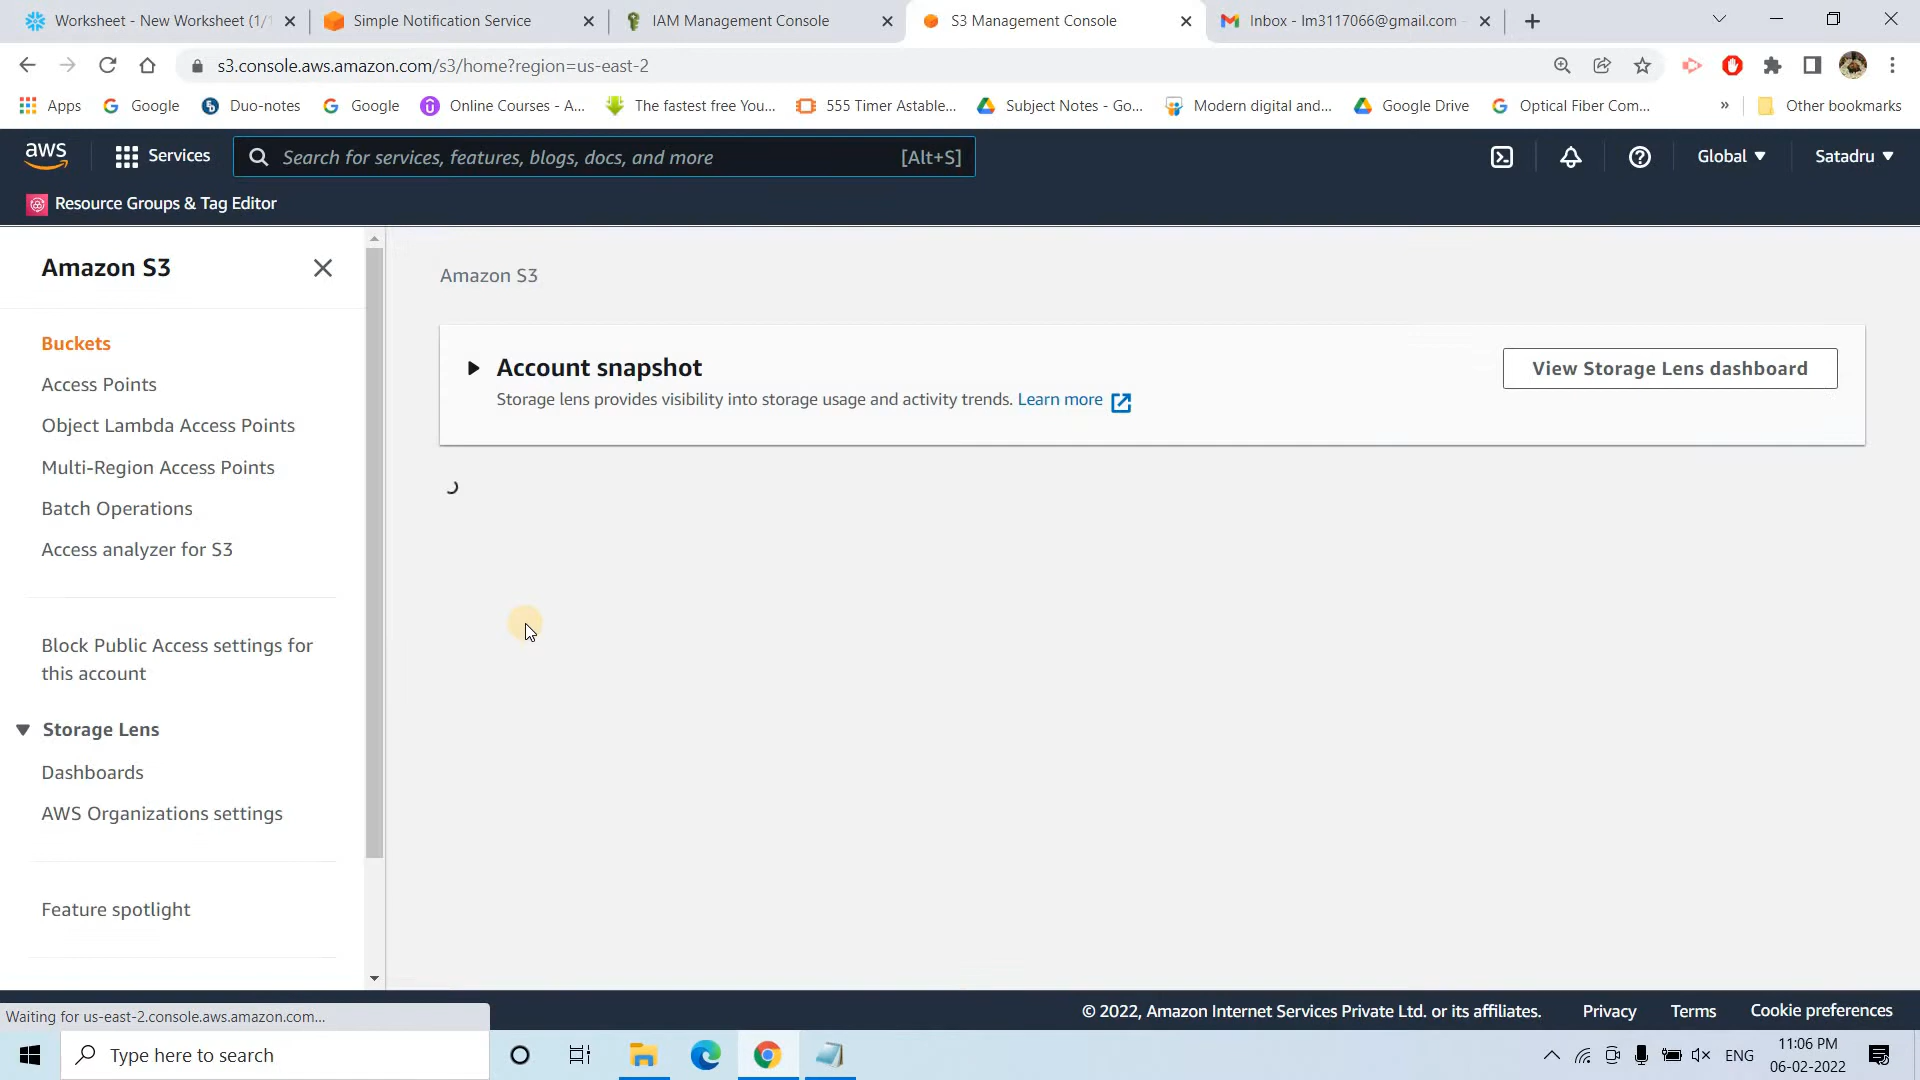 Worksheet - New Worksheet (1/1
Simple Notification Service
IAM Management Console
S3 Management Console
Inbox - lm3117066@gmail.com -
s3.console.aws.amazon.com/s3/home?region=us-east-2
Apps
Google
Duo-notes
Google
Online Courses - A...
The fastest free You...
555 Timer Astable...
Subject Notes - Go...
Modern digital and...
Google Drive
Optical Fiber Com...
»
Other bookmarks
aws
Services
Search for services, features, blogs, docs, and more
[Alt+S]
Global
Satadru
Resource Groups & Tag Editor
Amazon S3
Buckets
Access Points
Object Lambda Access Points
Multi-Region Access Points
Batch Operations
Access analyzer for S3
Block Public Access settings for
this account
Storage Lens
Dashboards
AWS Organizations settings
Feature spotlight
Amazon S3
Account snapshot
Storage lens provides visibility into storage usage and activity trends. Learn more
View Storage Lens dashboard
Waiting for us-east-2.console.aws.amazon.com...
© 2022, Amazon Internet Services Private Ltd. or its affiliates.
Privacy
Terms
Cookie preferences
Type here to search
ENG
11:06 PM
06-02-2022